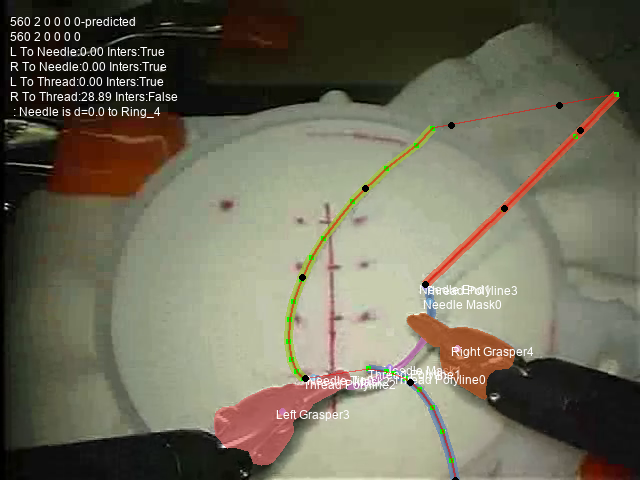 560 2 0 0 0 0-predicted
560 2 0 0 0 0
L To Needle:0.00 Inters:True
R To Needle:0.00 Inters:True
L To Thread:0.00 Inters:True
R To Thread:28.89 Inters:False
: Needle is d=0.0 to Ring_4
Thread Polyline3
Needle Mask0
Right Grasper4
Thread Polyline2
Left Grasper3